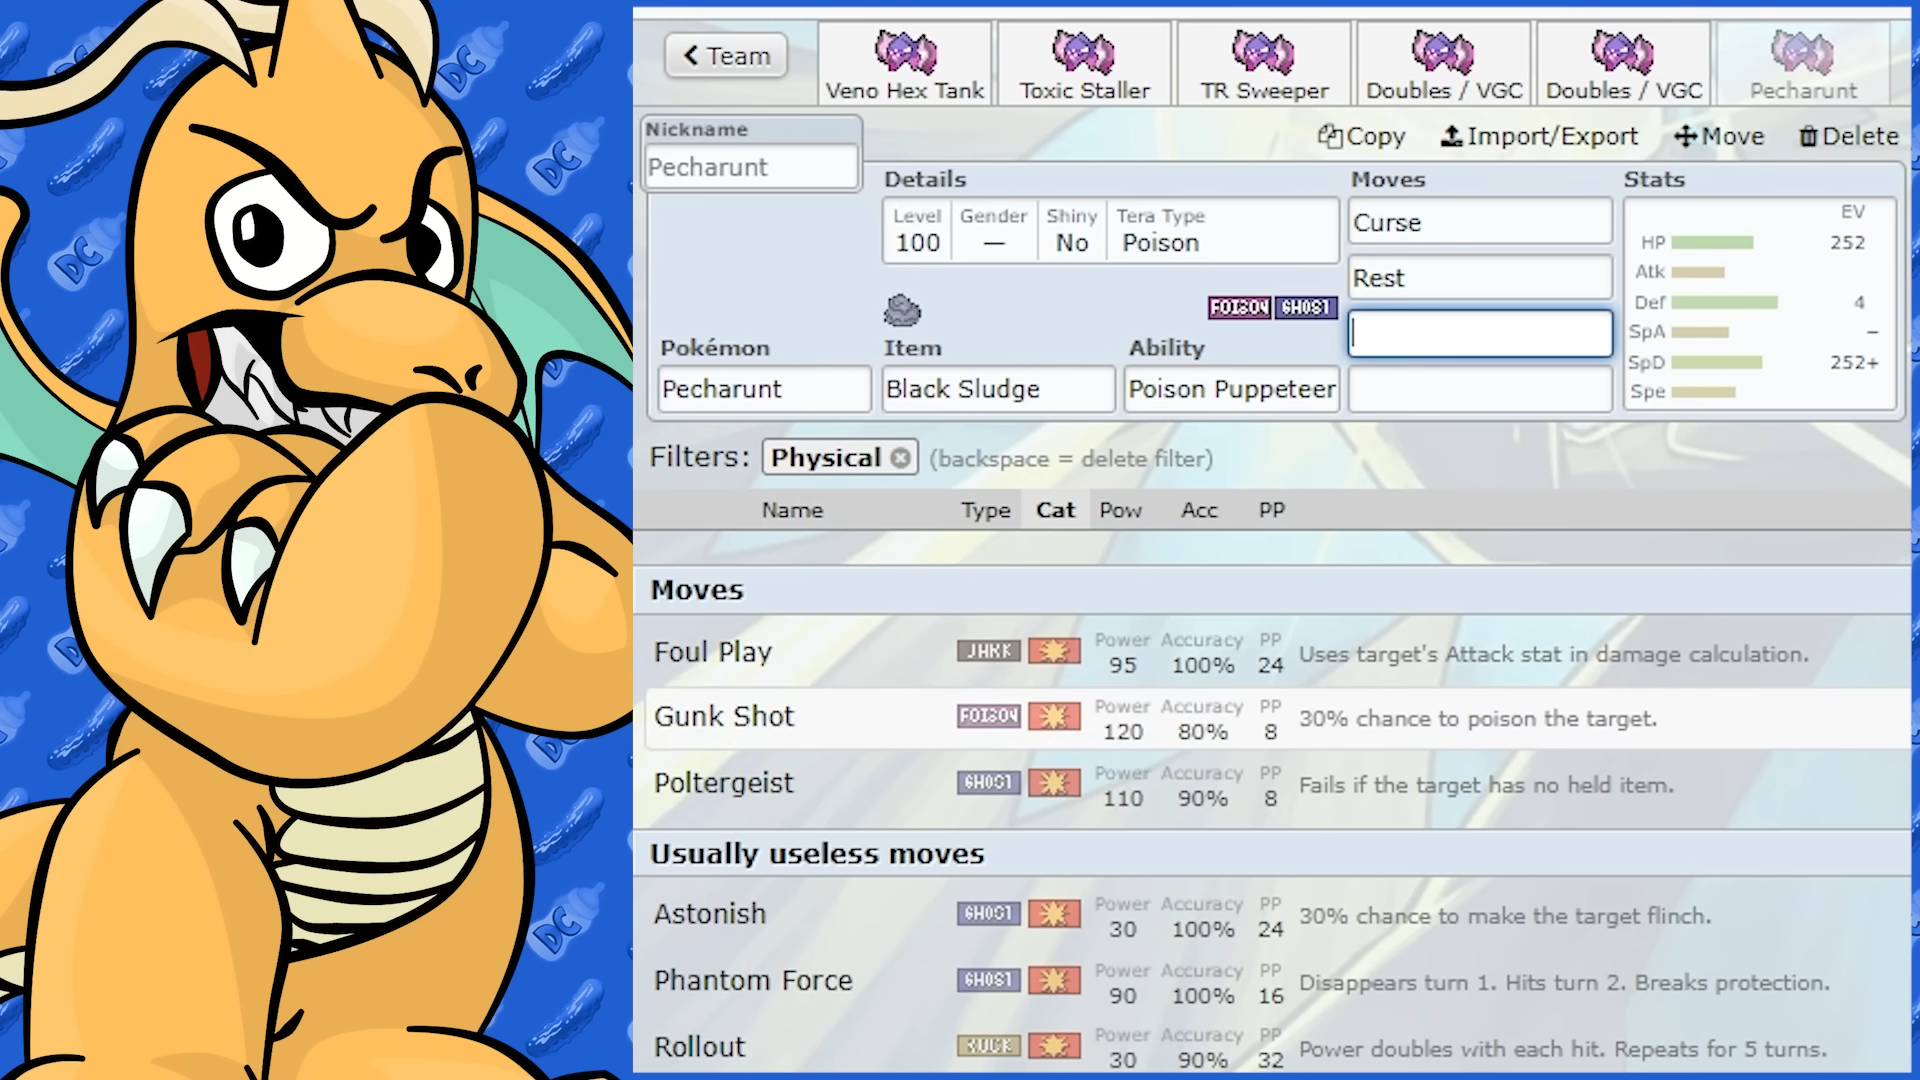 Team
Veno Hex Tank
Toxic Staller
TR Sweeper
Doubles / VGC
Doubles / VGC
Pecharunt
Nickname
Pecharunt
Copy
Import/Export
Move
Delete
Details
Level
100
Gender
—
Shiny
No
Tera Type
Poison
POISON GHOST
Pokémon
Pecharunt
Item
Black Sludge
Ability
Poison Puppeteer
Moves
Curse
Rest
Stats
EV
HP 252
Atk
Def 4
SpA –
SpD 252+
Spe
Filters: Physical (backspace = delete filter)
Name Type Cat Pow Acc PP
Moves
Foul Play DARK Power 95 Accuracy 100% PP 24 Uses target's Attack stat in damage calculation.
Gunk Shot POISON Power 120 Accuracy 80% PP 8 30% chance to poison the target.
Poltergeist GHOST Power 110 Accuracy 90% PP 8 Fails if the target has no held item.
Usually useless moves
Astonish GHOST Power 30 Accuracy 100% PP 24 30% chance to make the target flinch.
Phantom Force GHOST Power 90 Accuracy 100% PP 16 Disappears turn 1. Hits turn 2. Breaks protection.
Rollout ROCK Power 30 Accuracy 90% PP 32 Power doubles with each hit. Repeats for 5 turns.
DC
DC
DC
DC
DC
DC